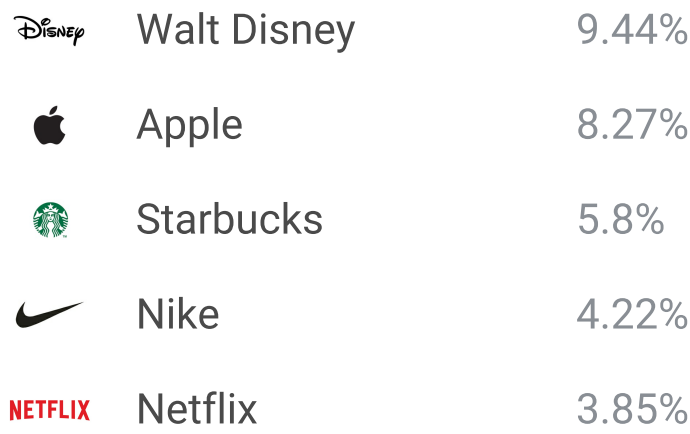 Disney Walt Disney 9.44%
Apple 8.27%
Starbucks 5.8%
Nike 4.22%
NETFLIX Netflix 3.85%